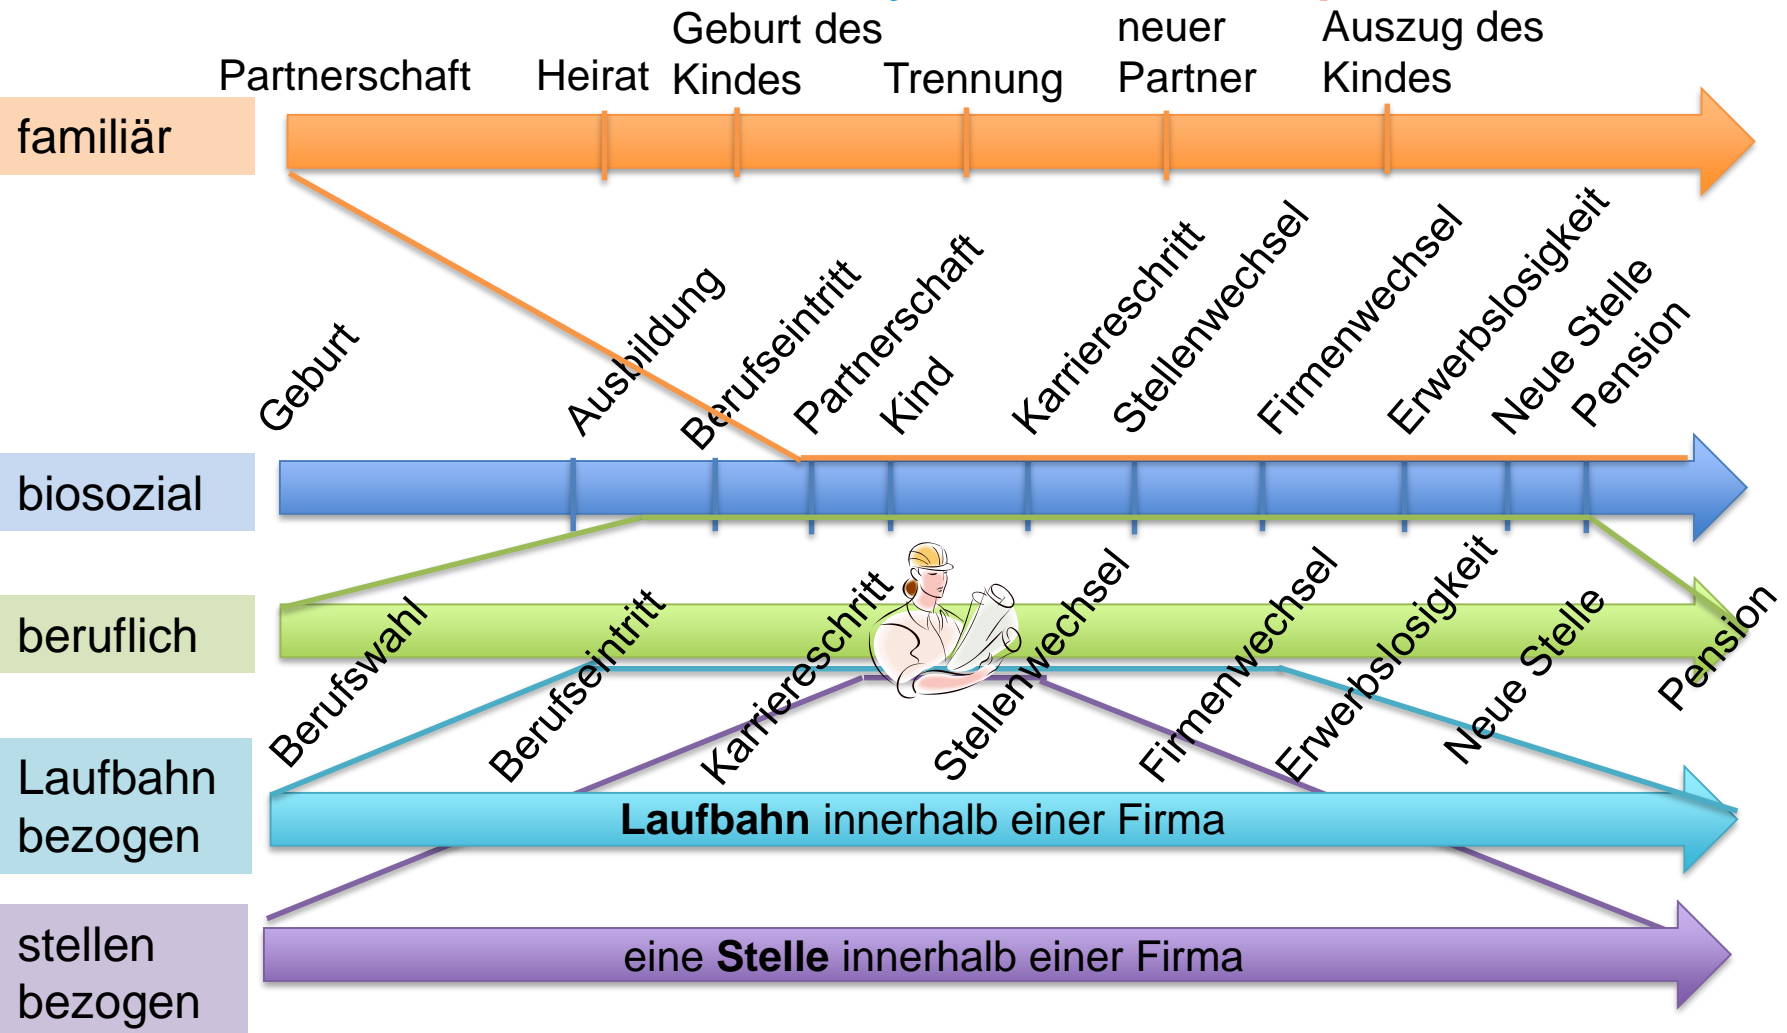 Partnerschaft
Heirat
Geburt des
Kindes
Trennung
neuer
Partner
Auszug des
Kindes
familiär
Geburt
Ausbildung
Berufseintritt
Partnerschaft
Kind
Karriereschritt
Stellenwechsel
Firmenwechsel
Erwerbslosigkeit
Neue Stelle
Pension
biosozial
beruflich
Berufswahl
Berufseintritt
Karriereschritt
Stellenwechsel
Firmenwechsel
Erwerbslosigkeit
Neue Stelle
Pension
Laufbahn
bezogen
Laufbahn innerhalb einer Firma
stellen
bezogen
eine Stelle innerhalb einer Firma